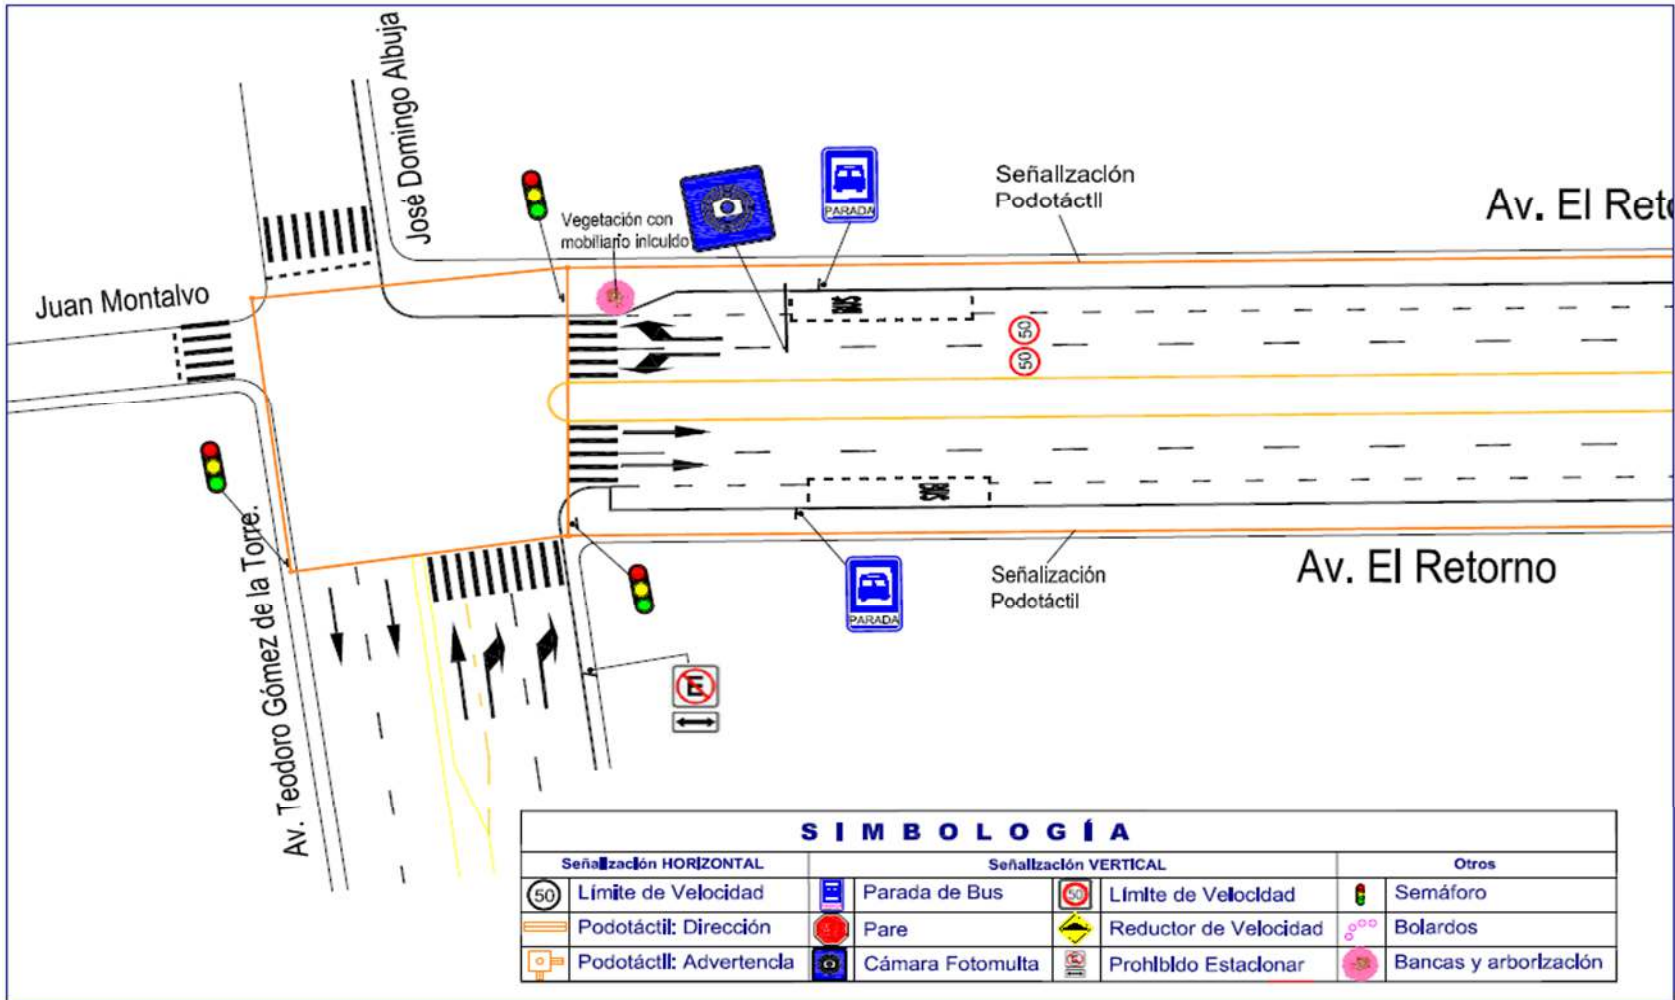 José Domingo Albuja
Señalización
Podotáctil
Av. El Reto
PARADA
Vegetación con
mobiliario inlculdo
Juan Montalvo
BUS
50
50
BUS
Av. Teodoro Gómez de la Torre.
Señalización
Podotáctil
Av. El Retorno
PARADA
E
SIMBOLOGÍA
Señalización HORIZONTAL
Señalización VERTICAL
Otros
50
Límite de Velocidad
Parada de Bus
50
Límite de Velocidad
Semáforo
Podotáctil: Dirección
Pare
Reductor de Velocidad
Bolardos
Podotáctil: Advertencia
Cámara Fotomulta
Prohibido Estacionar
Bancas y arborización